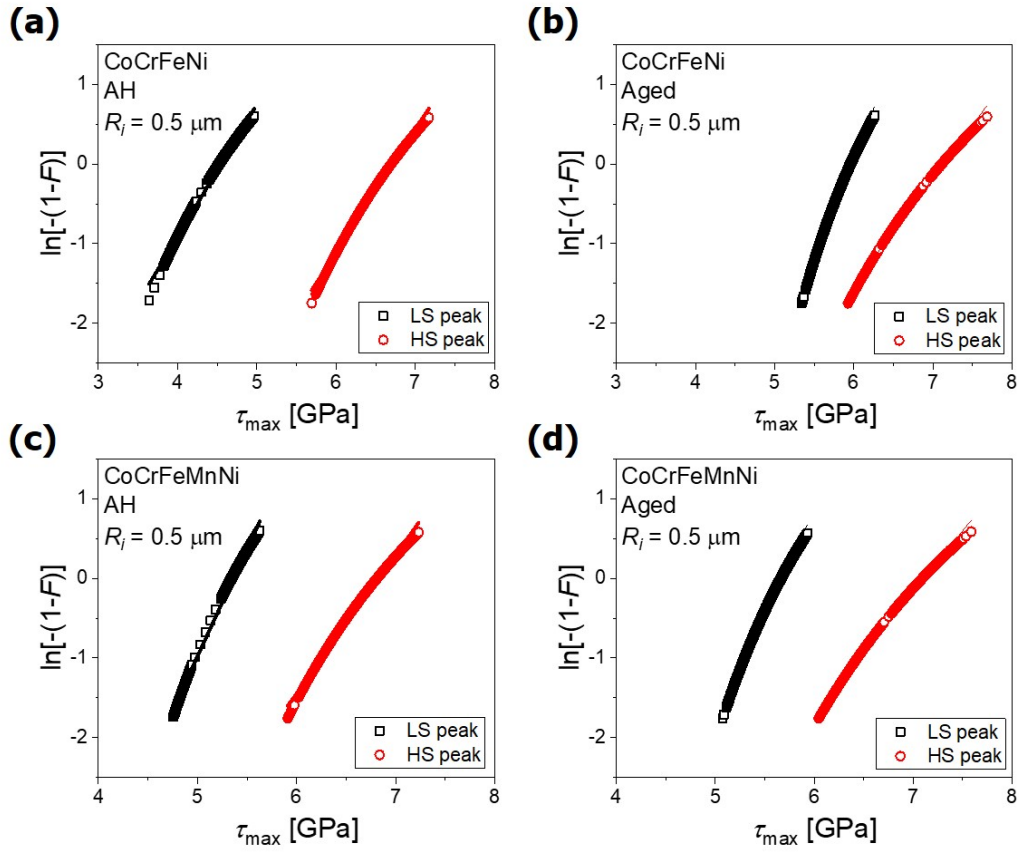 (a)
CoCrFeNi
AH
R_i = 0.5 μm
ln[-(1-F)]
1
0
-1
-2
LS peak
HS peak
3 4 5 6 7 8
τ_max [GPa]
(b)
CoCrFeNi
Aged
R_i = 0.5 μm
ln[-(1-F)]
1
0
-1
-2
LS peak
HS peak
3 4 5 6 7 8
τ_max [GPa]
(c)
CoCrFeMnNi
AH
R_i = 0.5 μm
ln[-(1-F)]
1
0
-1
-2
LS peak
HS peak
4 5 6 7 8
τ_max [GPa]
(d)
CoCrFeMnNi
Aged
R_i = 0.5 μm
ln[-(1-F)]
1
0
-1
-2
LS peak
HS peak
4 5 6 7 8
τ_max [GPa]